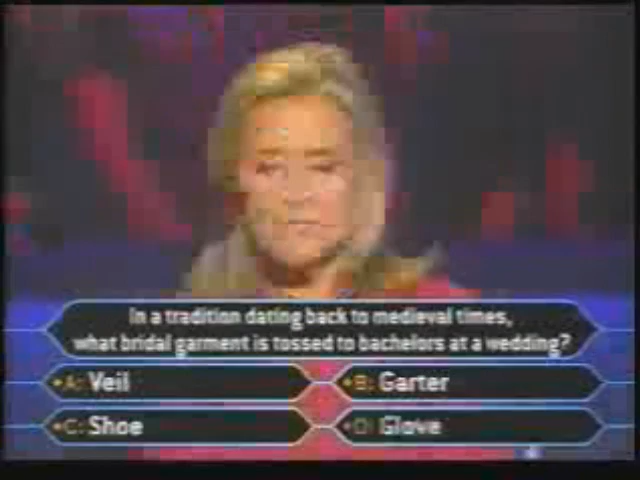 In a tradition dating back to medieval times,
what bridal garment is tossed to bachelors at a wedding?
A: Veil
B: Garter
C: Shoe
D: Glove